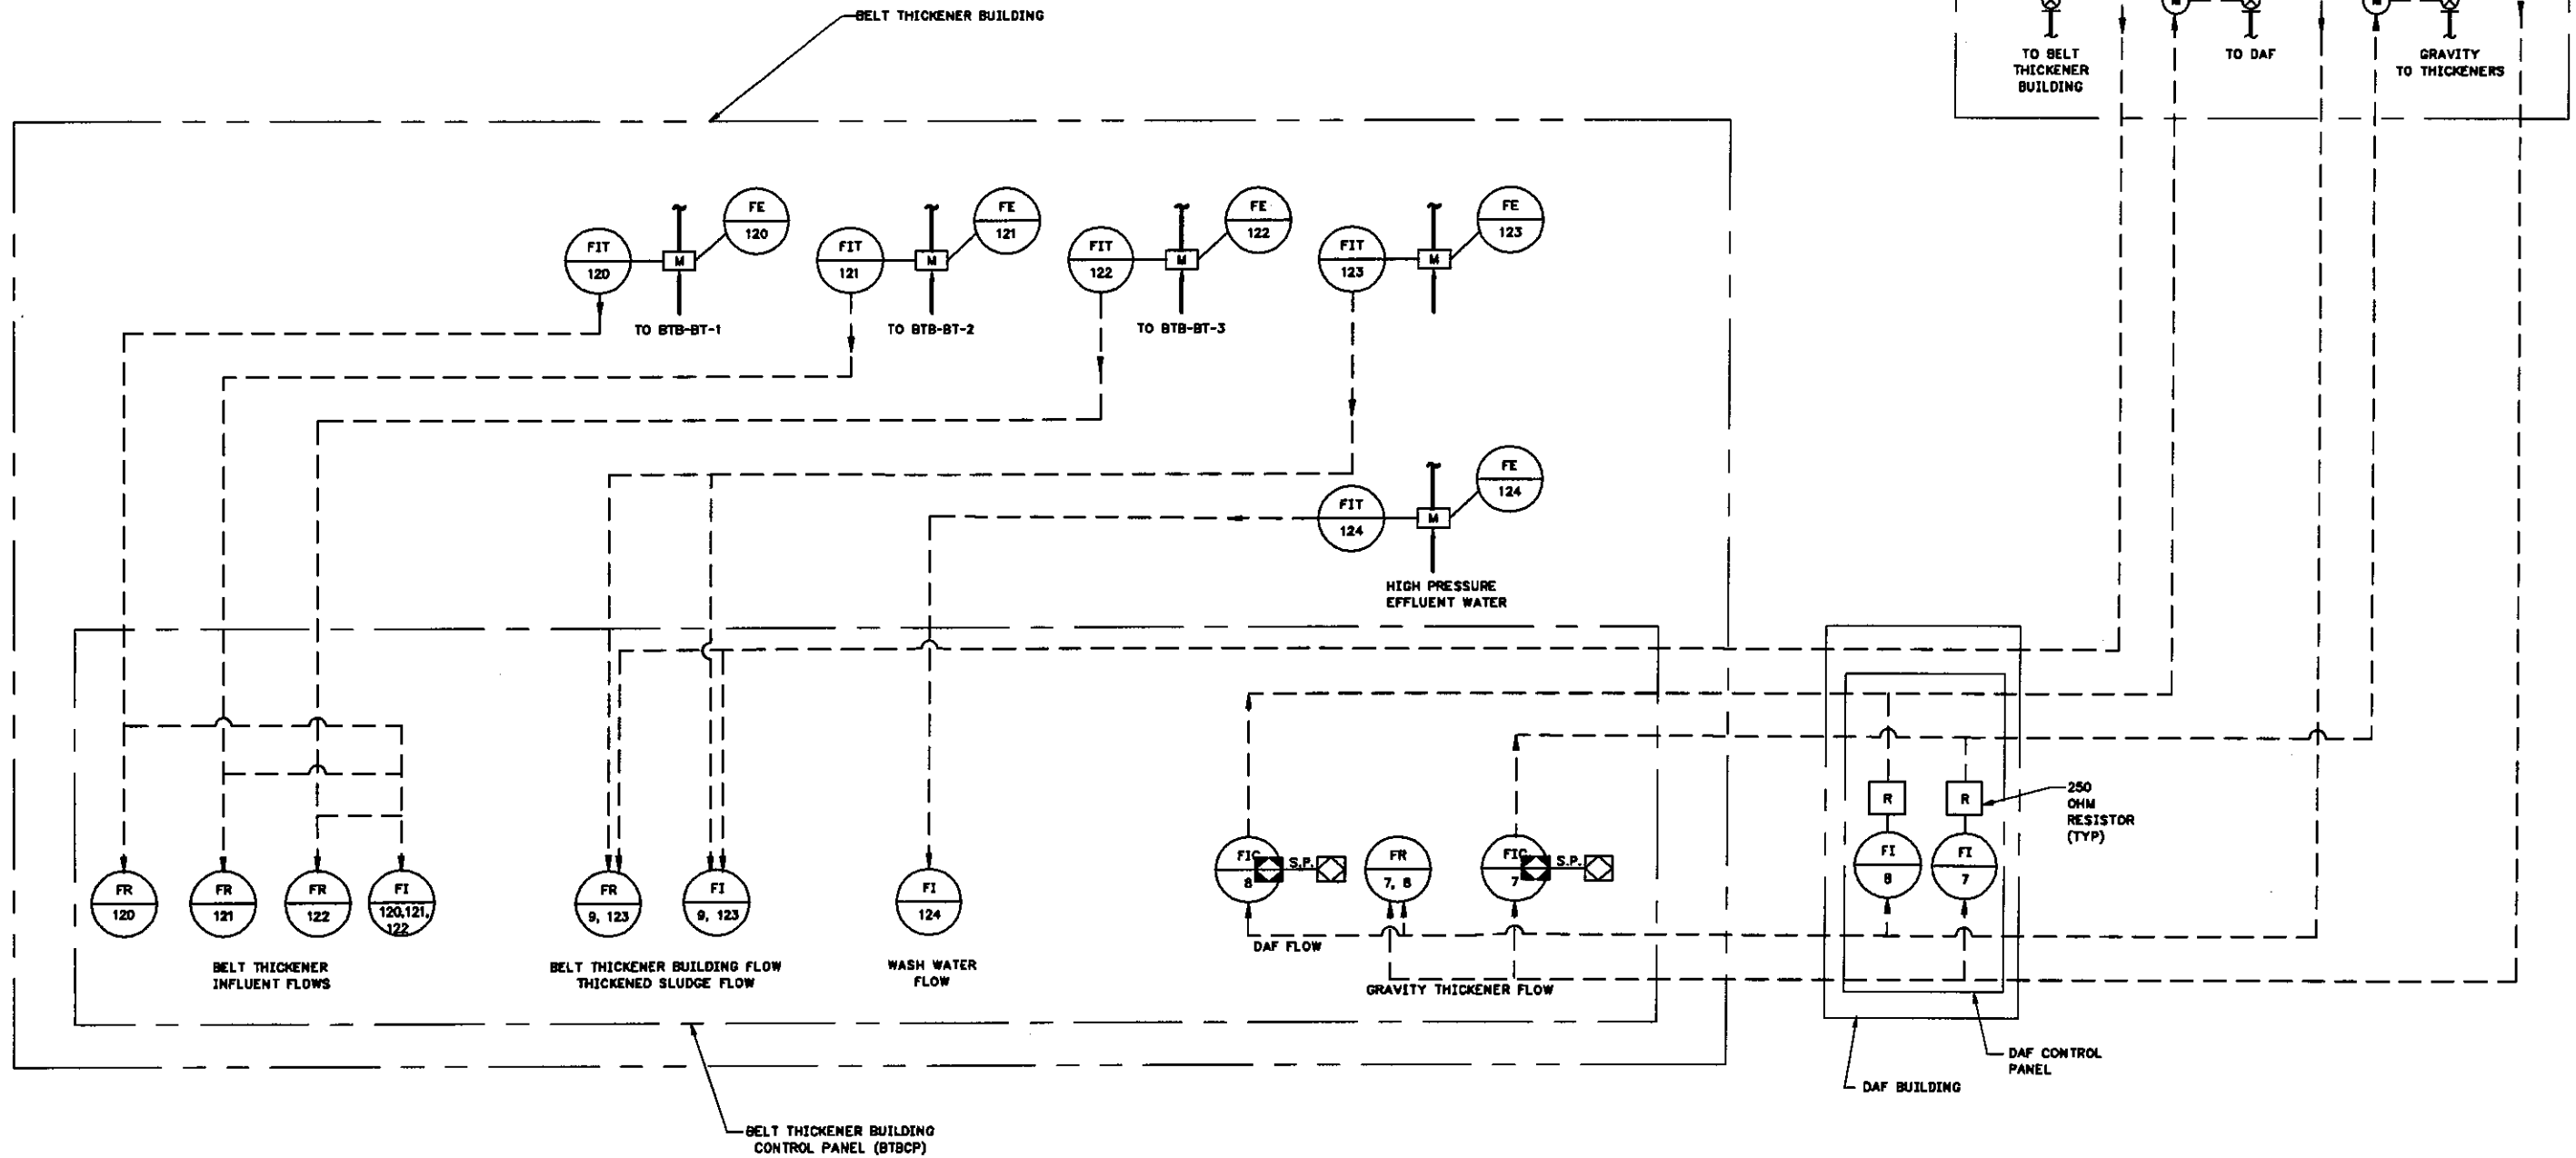 BELT THICKENER BUILDING
TO BELT
THICKENER
BUILDING
TO DAF
GRAVITY
TO THICKENERS
FIT
120
M
FE
120
TO BTB-BT-1
FIT
121
M
FE
121
TO BTB-BT-2
FIT
122
M
FE
122
TO BTB-BT-3
FIT
123
M
FE
123
FIT
124
M
FE
124
HIGH PRESSURE
EFFLUENT WATER
FR
120
FR
121
FR
122
FI
120,121,
122
BELT THICKENER
INFLUENT FLOWS
FR
9, 123
FI
9, 123
BELT THICKENER BUILDING FLOW
THICKENED SLUDGE FLOW
FI
124
WASH WATER
FLOW
FIC
8
S.P.
FR
7, 8
FIC
7
S.P.
DAF FLOW
GRAVITY THICKENER FLOW
R
R
FI
8
FI
7
250
OHM
RESISTOR
(TYP)
DAF CONTROL
PANEL
DAF BUILDING
BELT THICKENER BUILDING
CONTROL PANEL (BTBCP)